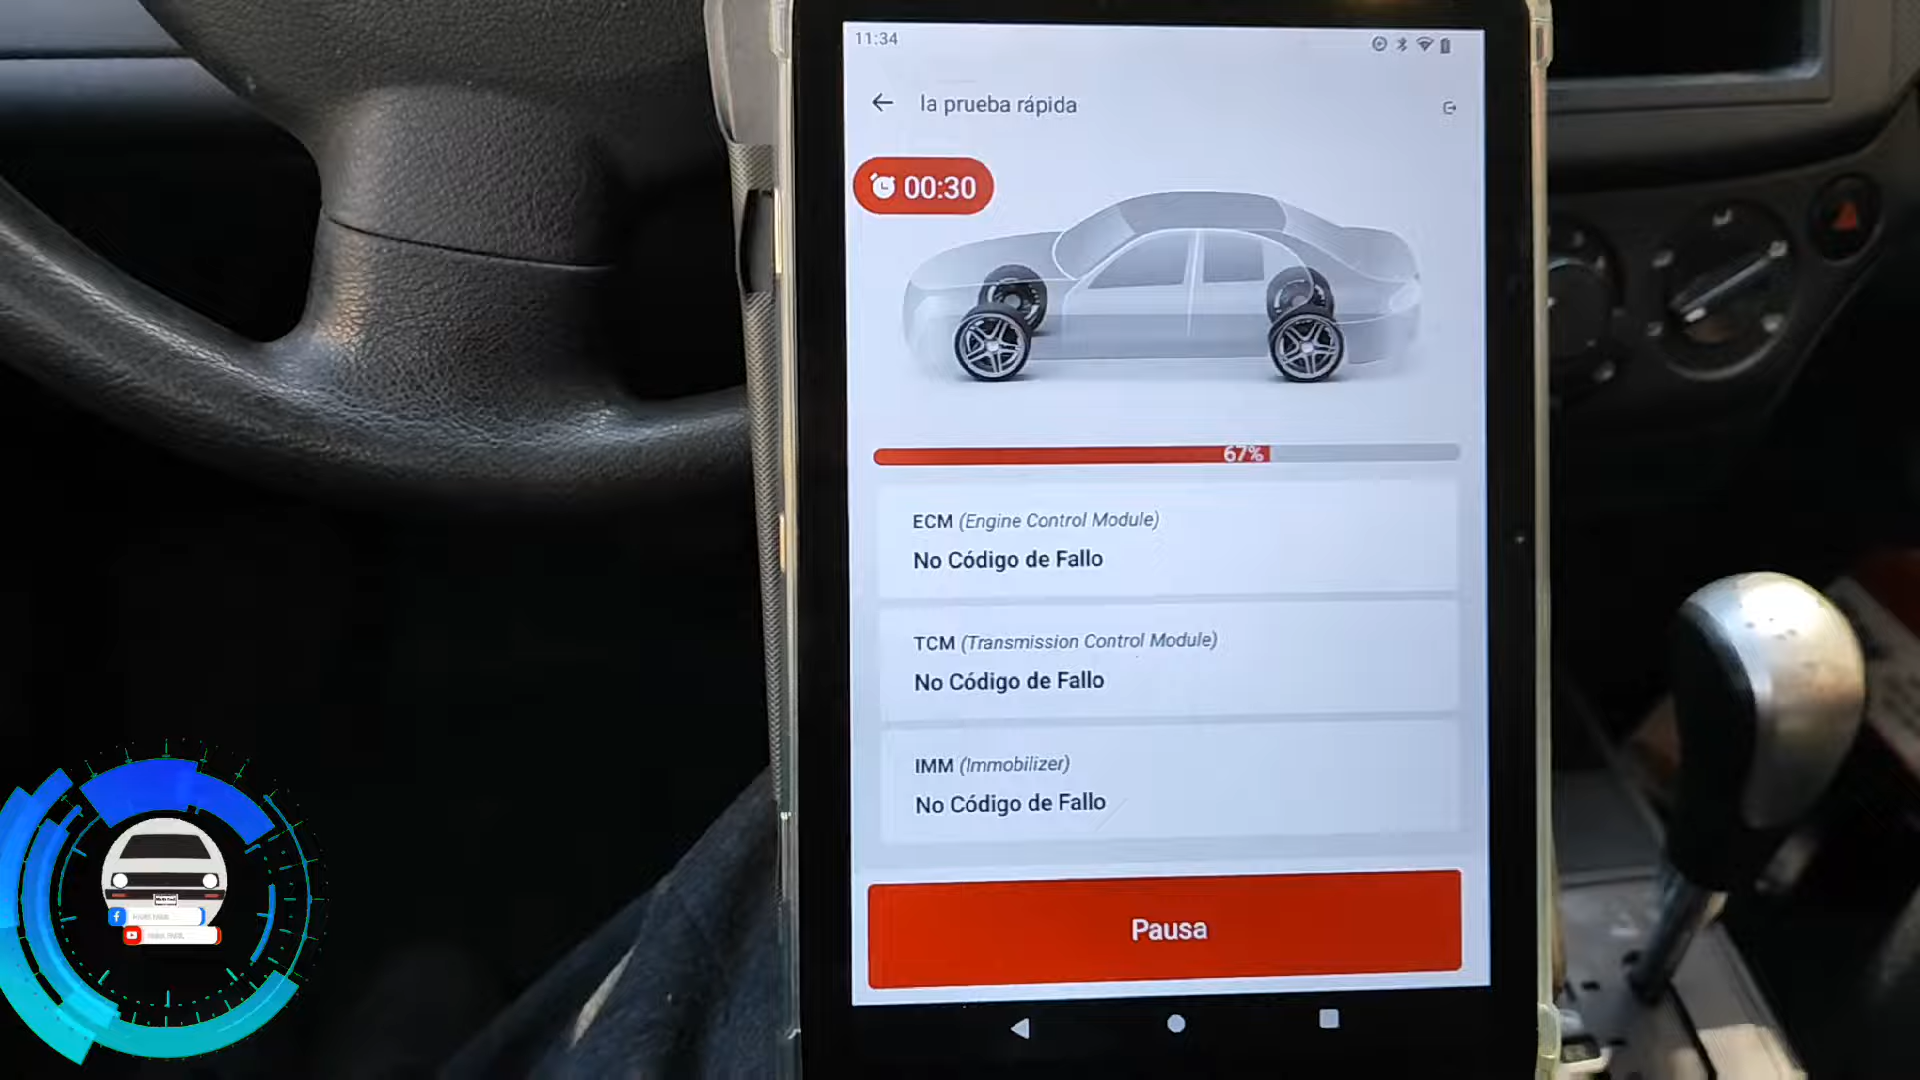 11:34
la prueba rápida
00:30
67%
ECM (Engine Control Module)
No Código de Fallo
TCM (Transmission Control Module)
No Código de Fallo
IMM (Immobilizer)
No Código de Fallo
Pausa